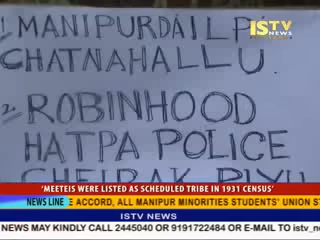 ISTV
NEWS
1. MANIPURDAILPU
CHATNAHALLU.
2. ROBINHOOD
HATPA POLICE
CHEIRAK PIYU
'MEETEIS WERE LISTED AS SCHEDULED TRIBE IN 1931 CENSUS'
NEWS LINE E ACCORD, ALL MANIPUR MINORITIES STUDENTS' UNION S
ISTV NEWS
NEWS MAY KINDLY CALL 2445040 OR 9191722484 OR E-MAIL TO istv_n